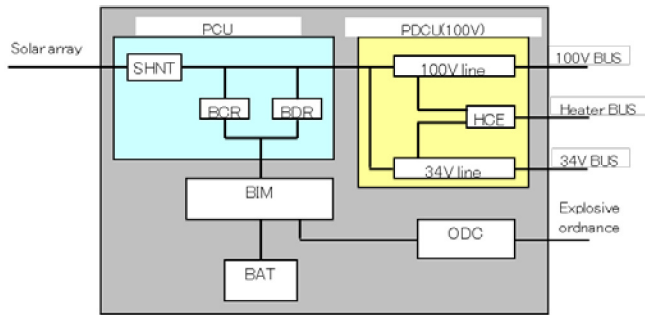 PCU
PDCU(100V)
Solar array
SHNT
100V line
100V BUS
BCR
BDR
HCE
Heater BUS
34V line
34V BUS
BIM
Explosive
ordnance
ODC
BAT